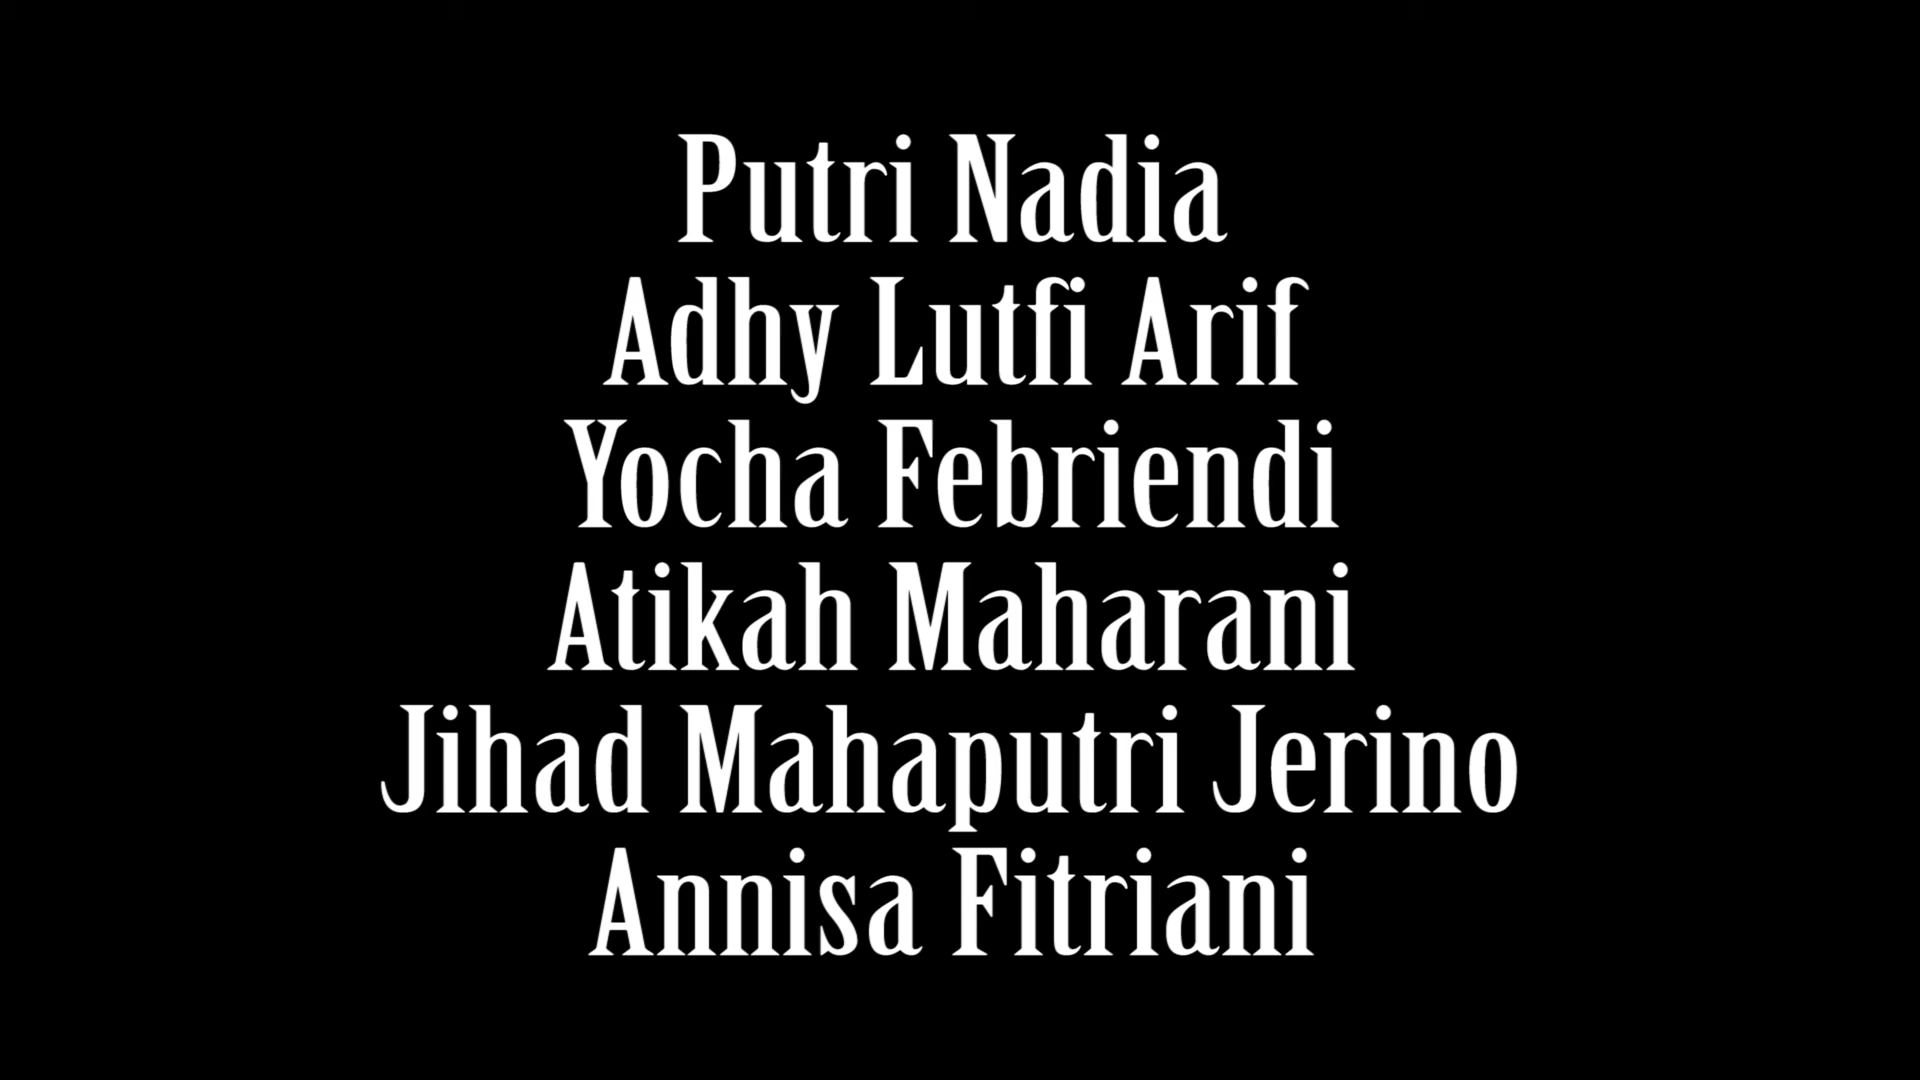 Putri Nadia
Adhy Lutfi Arif
Yocha Febriendi
Atikah Maharani
Jihad Mahaputri Jerino
Annisa Fitriani